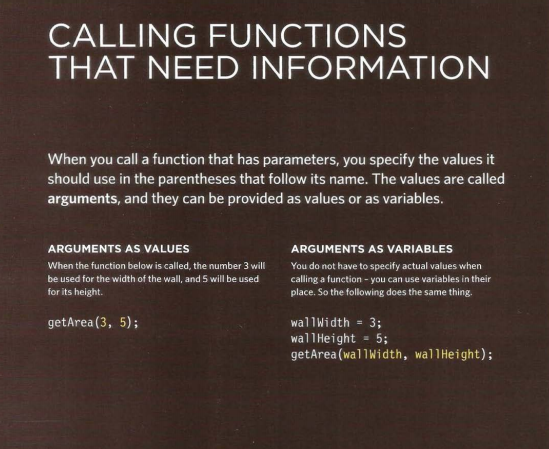 CALLING FUNCTIONS
THAT NEED INFORMATION
When you call a function that has parameters, you specify the values it
should use in the parentheses that follow its name. The values are called
arguments, and they can be provided as values or as variables.
ARGUMENTS AS VALUES
When the function below is called, the number 3 will
be used for the width of the wall, and 5 will be used
for its height.
getArea(3, 5);
ARGUMENTS AS VARIABLES
You do not have to specify actual values when
calling a function – you can use variables in their
place. So the following does the same thing.
wallWidth = 3;
wallHeight = 5;
getArea(wallWidth, wallHeight);